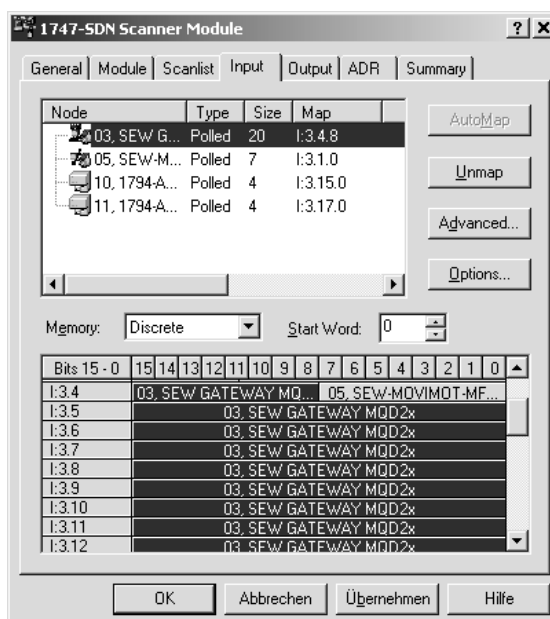 1747-SDN Scanner Module
General Module Scanlist Input Output ADR Summary
Node Type Size Map
03, SEW G... Polled 20 I:3.4.8
05, SEW-M... Polled 7 I:3.1.0
10, 1794-A... Polled 4 I:3.15.0
11, 1794-A... Polled 4 I:3.17.0
AutoMap
Unmap
Advanced...
Options...
Memory: Discrete Start Word: 0
Bits 15 - 0 15 14 13 12 11 10 9 8 7 6 5 4 3 2 1 0
I:3.4 03, SEW GATEWAY MQ... 05, SEW-MOVIMOT-MF...
I:3.5 03, SEW GATEWAY MQD2x
I:3.6 03, SEW GATEWAY MQD2x
I:3.7 03, SEW GATEWAY MQD2x
I:3.8 03, SEW GATEWAY MQD2x
I:3.9 03, SEW GATEWAY MQD2x
I:3.10 03, SEW GATEWAY MQD2x
I:3.11 03, SEW GATEWAY MQD2x
I:3.12 03, SEW GATEWAY MQD2x
OK Abbrechen Übernehmen Hilfe